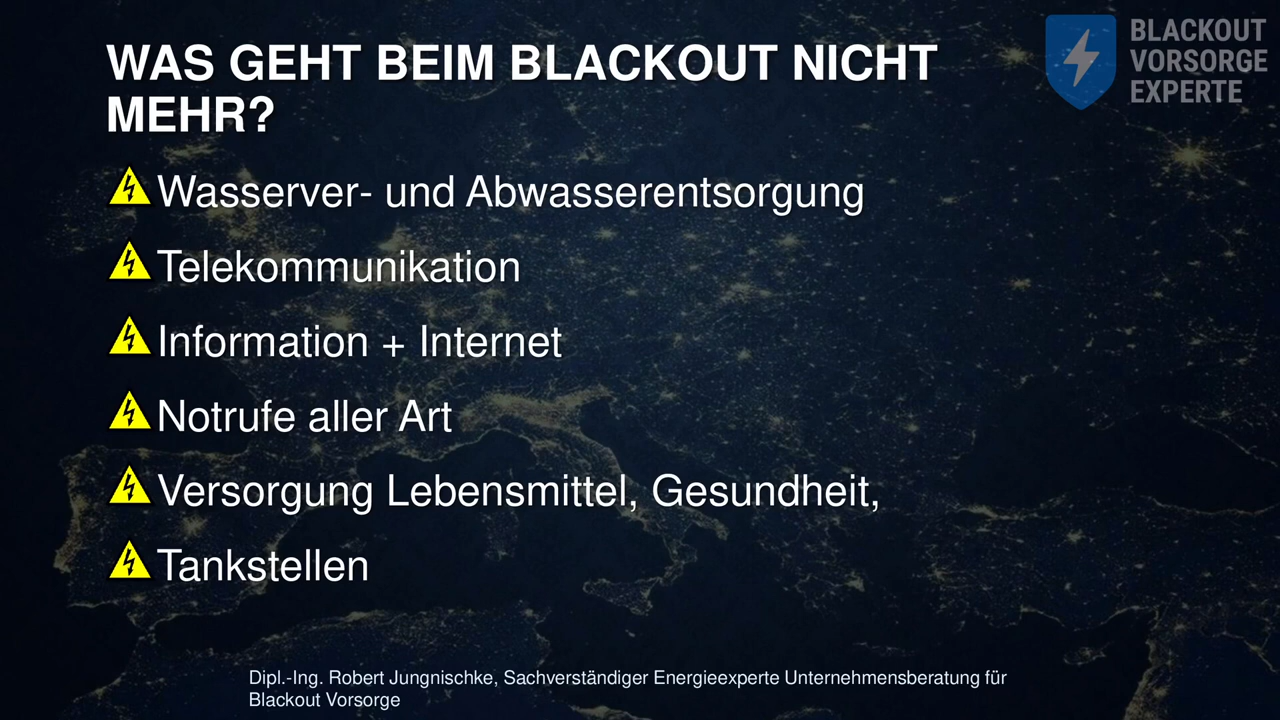 WAS GEHT BEIM BLACKOUT NICHT
MEHR?
BLACKOUT
VORSORGE
EXPERTE
Wasserver- und Abwasserentsorgung
Telekommunikation
Information + Internet
Notrufe aller Art
Versorgung Lebensmittel, Gesundheit,
Tankstellen
Dipl.-Ing. Robert Jungnischke, Sachverständiger Energieexperte Unternehmensberatung für
Blackout Vorsorge